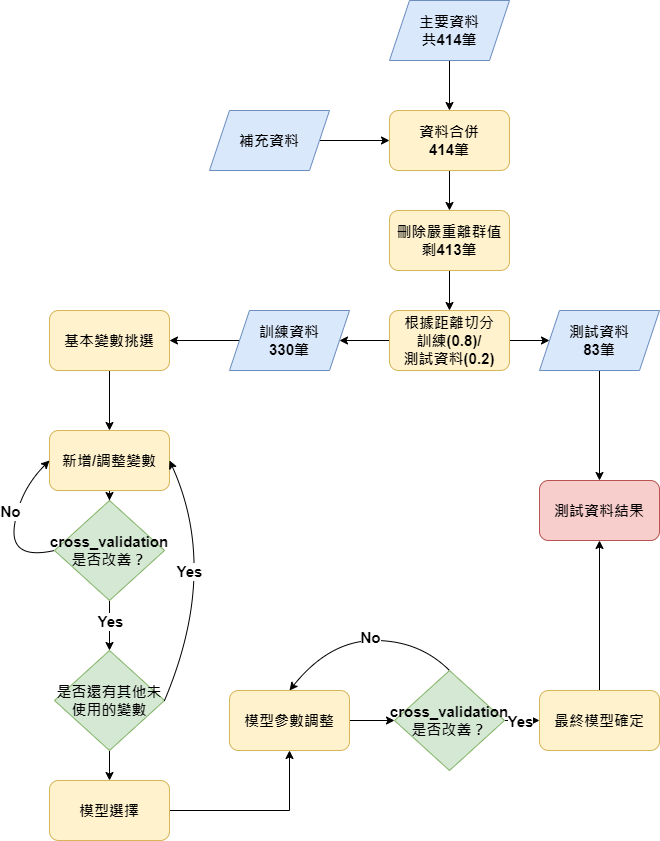 主要資料
共414筆
補充資料
資料合併
414筆
刪除嚴重離群值
剩413筆
基本變數挑選
訓練資料
330筆
根據距離切分
訓練(0.8)/
測試資料(0.2)
測試資料
83筆
新增/調整變數
No
cross_validation
是否改善？
Yes
測試資料結果
Yes
是否還有其他未
使用的變數
No
模型參數調整
cross_validation
是否改善？
Yes
最終模型確定
模型選擇